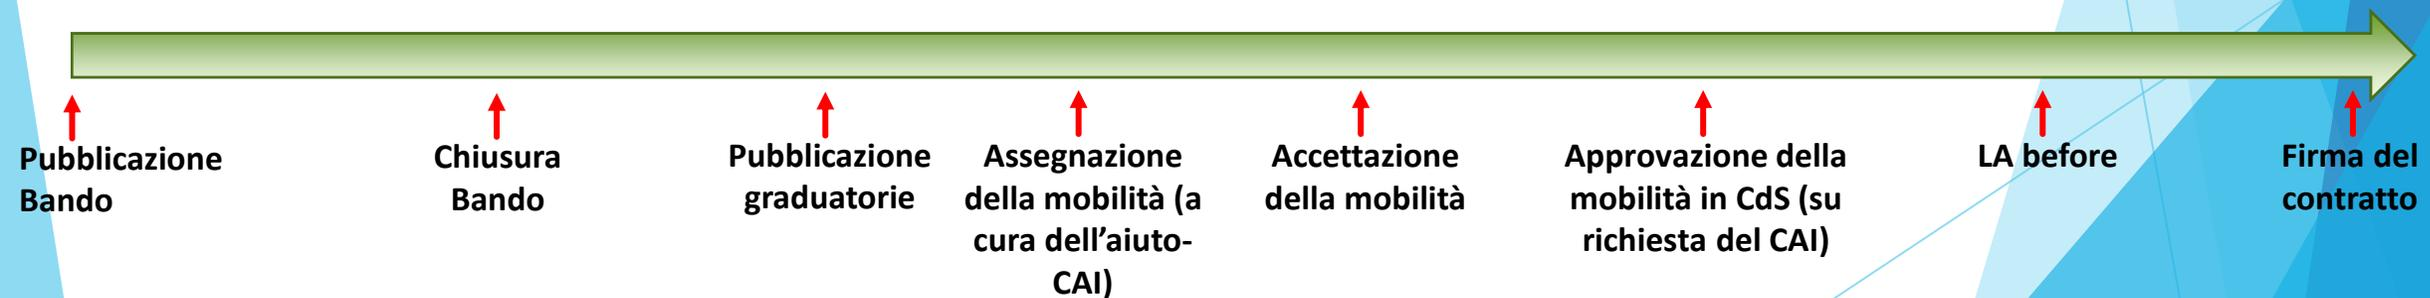 Pubblicazione
Bando
Chiusura
Bando
Pubblicazione
graduatorie
Assegnazione
della mobilità (a
cura dell’aiuto-
CAI)
Accettazione
della mobilità
Approvazione della
mobilità in CdS (su
richiesta del CAI)
LA before
Firma del
contratto